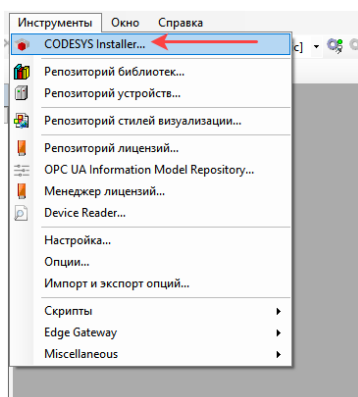 Инструменты Окно Справка
CODESYS Installer...
c]
Репозиторий библиотек...
Репозиторий устройств...
Репозиторий стилей визуализации...
Репозиторий лицензий...
OPC UA Information Model Repository...
Менеджер лицензий...
Device Reader...
Настройка...
Опции...
Импорт и экспорт опций...
Скрипты
Edge Gateway
Miscellaneous